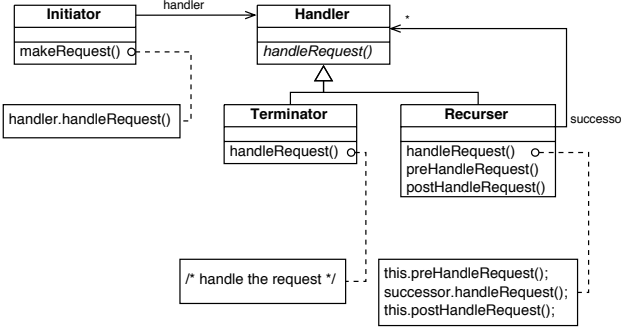 handler
Initiator
makeRequest()
Handler
handleRequest()
*
handler.handleRequest()
Terminator
handleRequest()
Recurser
handleRequest()
preHandleRequest()
postHandleRequest()
successo
/* handle the request */
this.preHandleRequest();
successor.handleRequest();
this.postHandleRequest();